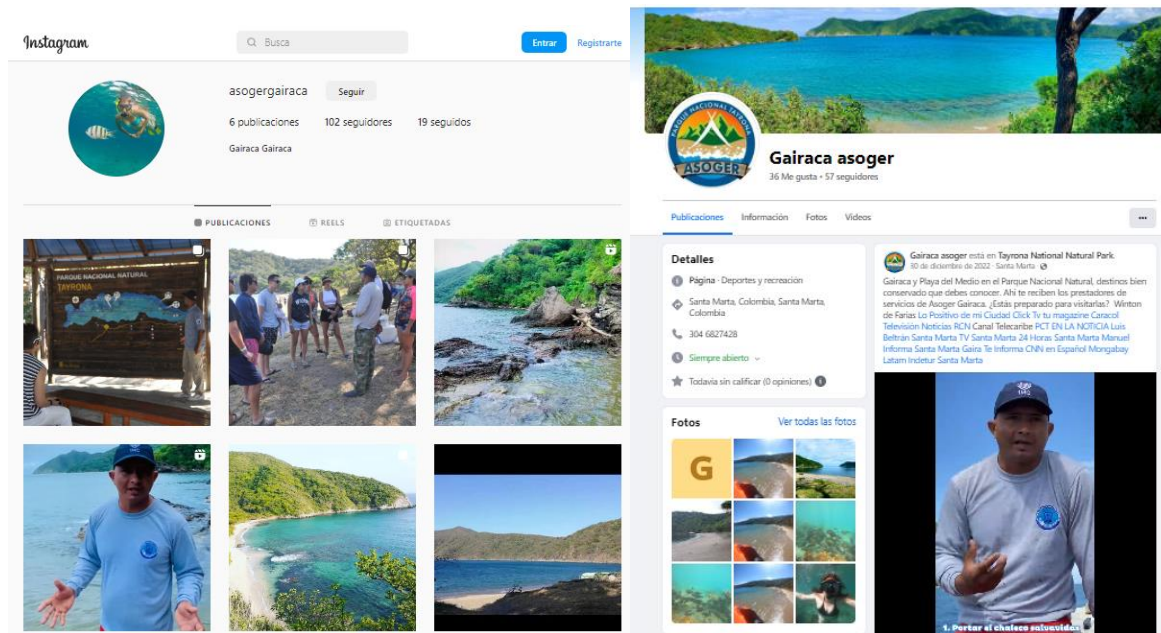 Instagram
Busca
Entrar
Registrarte
asogergairaca
Seguir
6 publicaciones
102 seguidores
19 seguidos
Gairaca Gairaca
PUBLICACIONES
REELS
ETIQUETADAS
PARQUE NACIONAL NATURAL
TAYRONA
PARQUE NACIONAL TAYRONA
ASOGER
Gairaca asoger
36 Me gusta • 57 seguidores
Publicaciones
Información
Fotos
Videos
Detalles
Página · Deportes y recreación
Santa Marta, Colombia, Santa Marta,
Colombia
304 6827428
Siempre abierto
Todavía sin calificar (0 opiniones)
Fotos
Ver todas las fotos
G
Gairaca asoger está en Tayrona National Natural Park.
30 de diciembre de 2022 · Santa Marta ·
Gairaca y Playa del Medio en el Parque Nacional Natural, destinos bien
conservado que debes conocer. Ahi te reciben los prestadores de
servicios de Asoger Gairaca. ¿Estás preparado para visitarlas? Winton
de Farias Lo Positivo de mi Ciudad Click Tv tu magazine Caracol
Televisión Noticias RCN Canal Telecaribe PCT EN LA NOTICIA Luis
Beltrán Santa Marta TV Santa Marta 24 Horas Santa Marta Manuel
Informa Santa Marta Gaira Te Informa CNN en Español Mongabay
Latam Indetur Santa Marta
1. Portar el chaleco salvavidas